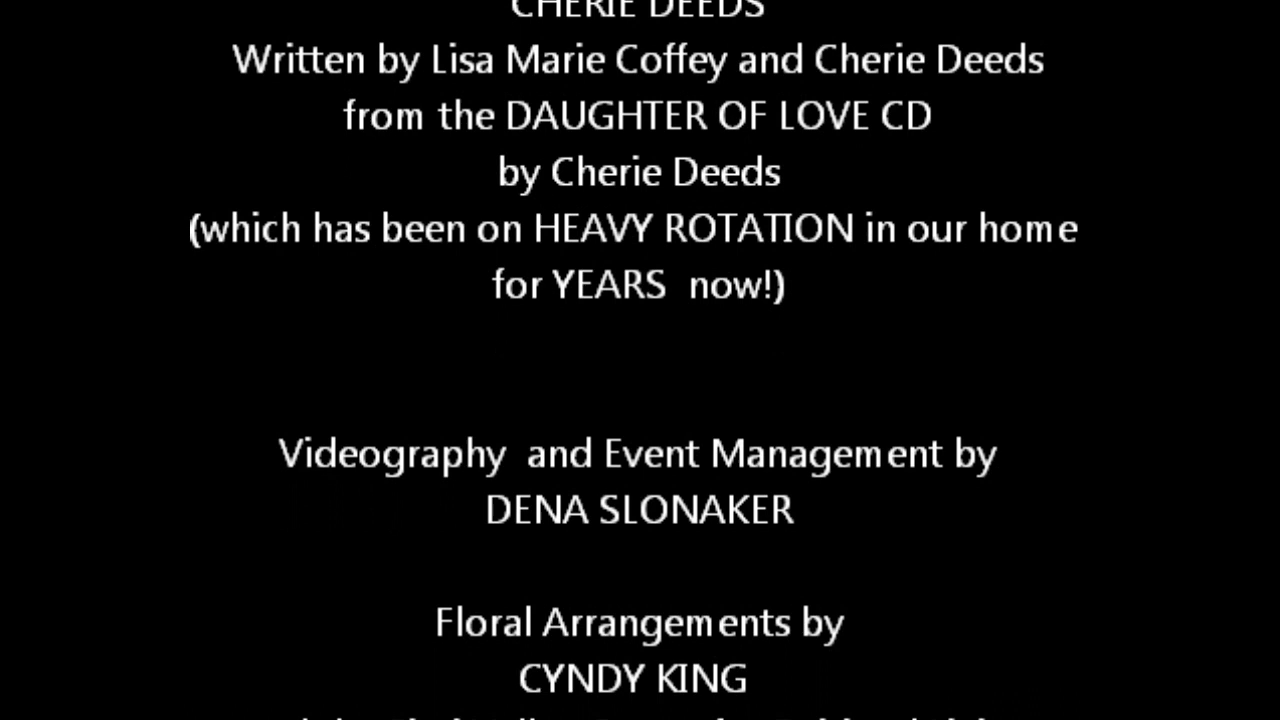 CHERIE DEEDS
Written by Lisa Marie Coffey and Cherie Deeds
from the DAUGHTER OF LOVE CD
by Cherie Deeds
(which has been on HEAVY ROTATION in our home
for YEARS  now!)
Videography  and Event Management by
DENA SLONAKER
Floral Arrangements by
CYNDY KING